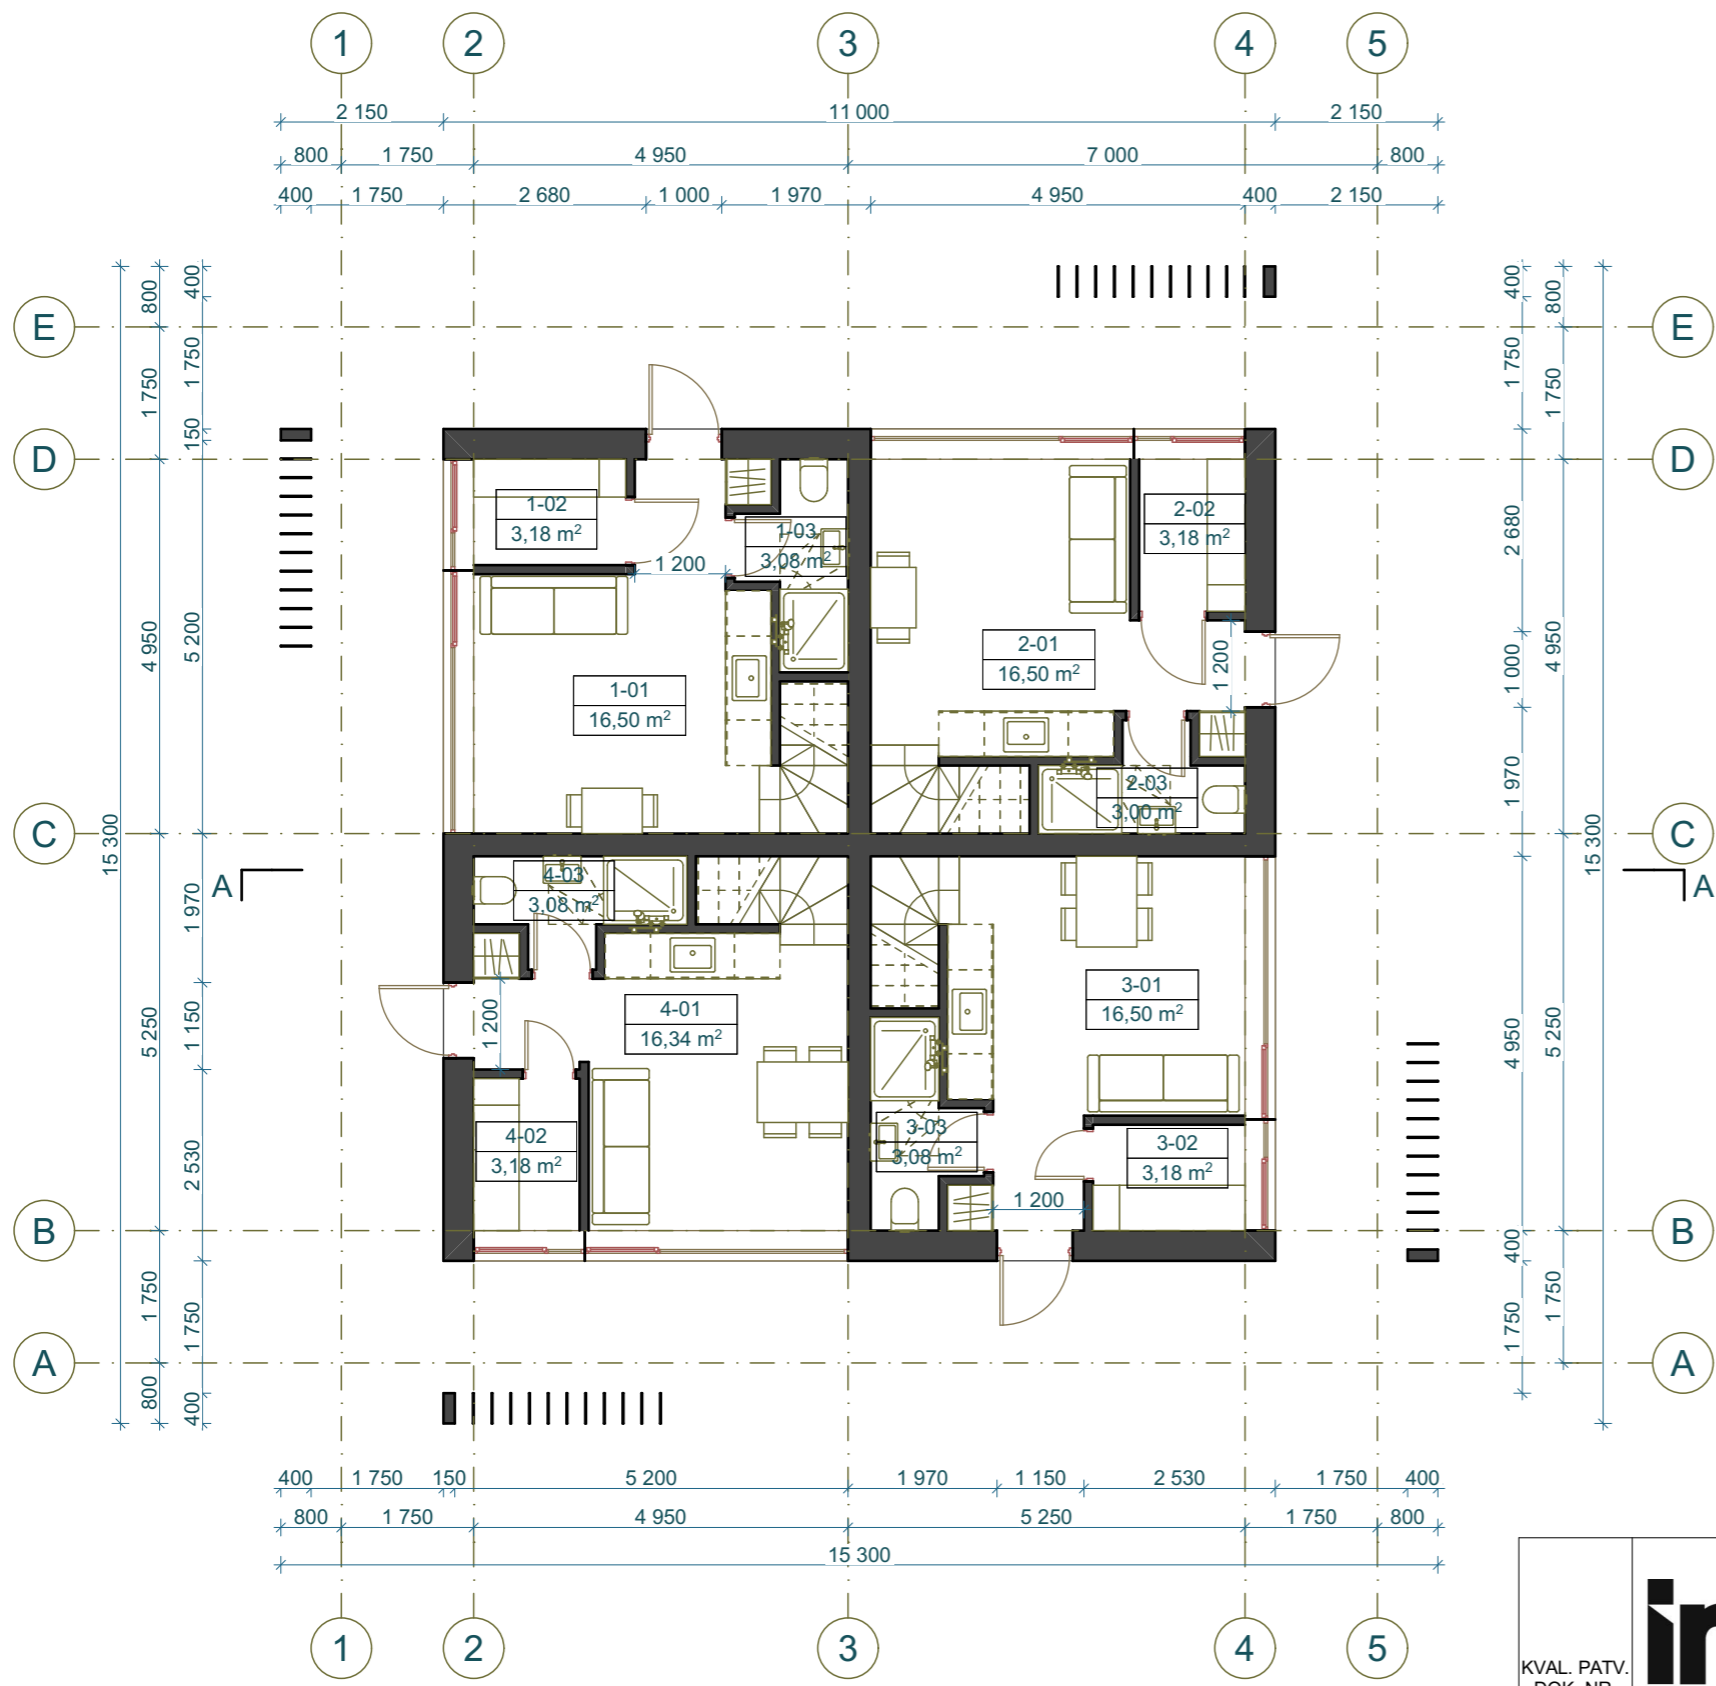 1 2 3 4 5
2 150 11 000 2 150
800 1 750 4 950 7 000 800
400 1 750 2 680 1 000 1 970 4 950 400 2 150
E
D
C
B
A
15 300
800
1 750
4 950
5 250
1 750
800
400
1 750
150
5 200
1 970
1 150
2 530
1 750
400
A
1-02
3,18 m²
1-03
3,08 m²
1 200
1-01
16,50 m²
2-02
3,18 m²
2-01
16,50 m²
1 200
2-03
3,00 m²
4-03
3,08 m²
1 200
4-01
16,34 m²
4-02
3,18 m²
3-01
16,50 m²
3-03
3,08 m²
3-02
3,18 m²
1 200
400
1 750
2 680
1 000
1 970
4 950
400
1 750
800
1 750
4 950
5 250
1 750
15 300
A
E
D
C
B
A
400 1 750 150 5 200 1 970 1 150 2 530 1 750 400
800 1 750 4 950 5 250 1 750 800
15 300
1 2 3 4 5
KVAL. PATV.
DOK. NR.